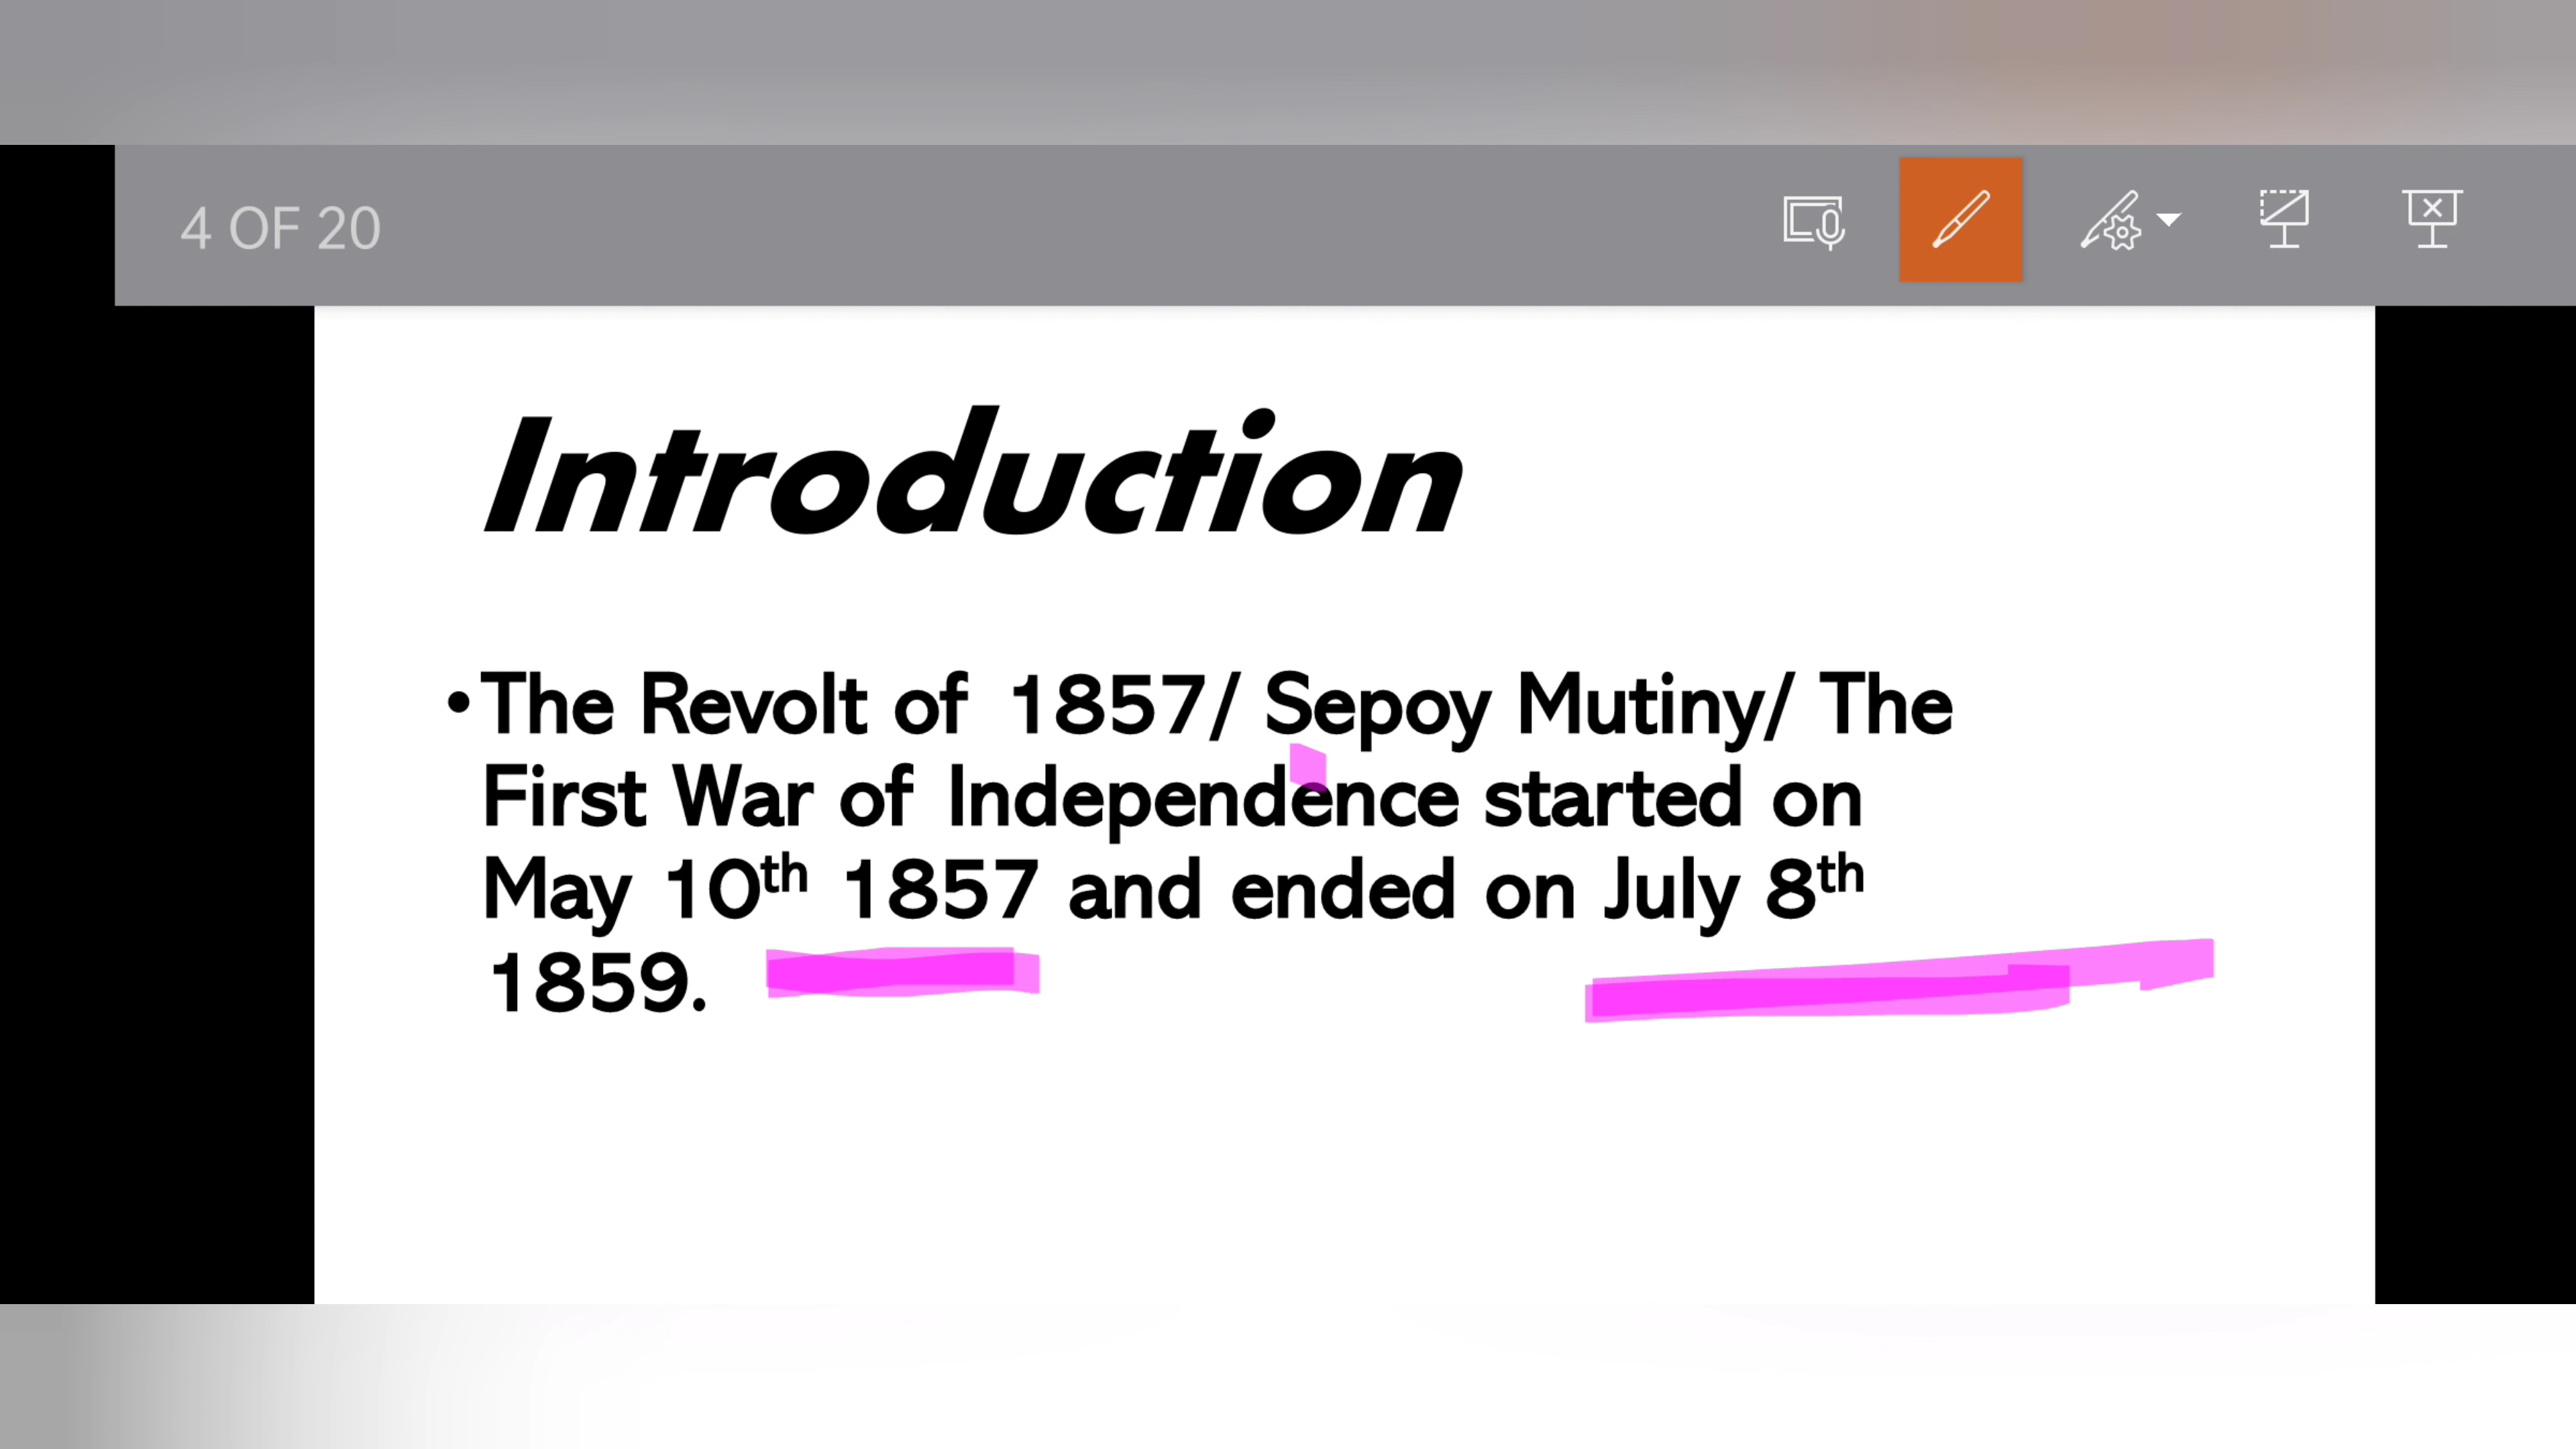 4 OF 20
Introduction
•The Revolt of 1857/ Sepoy Mutiny/ The
First War of Independence started on
May 10th 1857 and ended on July 8th
1859.